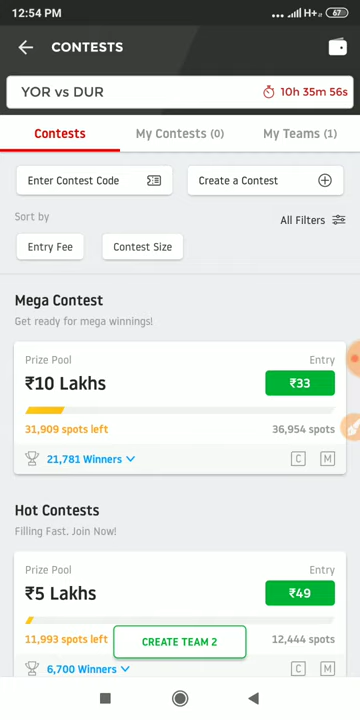 12:54 PM
H+
67
CONTESTS
YOR vs DUR
10h 35m 56s
Contests
My Contests (0)
My Teams (1)
Enter Contest Code
Create a Contest
Sort by
All Filters
Entry Fee
Contest Size
Mega Contest
Get ready for mega winnings!
Prize Pool
Entry
₹10 Lakhs
₹33
31,909 spots left
36,954 spots
21,781 Winners
C
M
Hot Contests
Filling Fast. Join Now!
Prize Pool
Entry
₹5 Lakhs
₹49
11,993 spots left
12,444 spots
CREATE TEAM 2
6,700 Winners
C
M